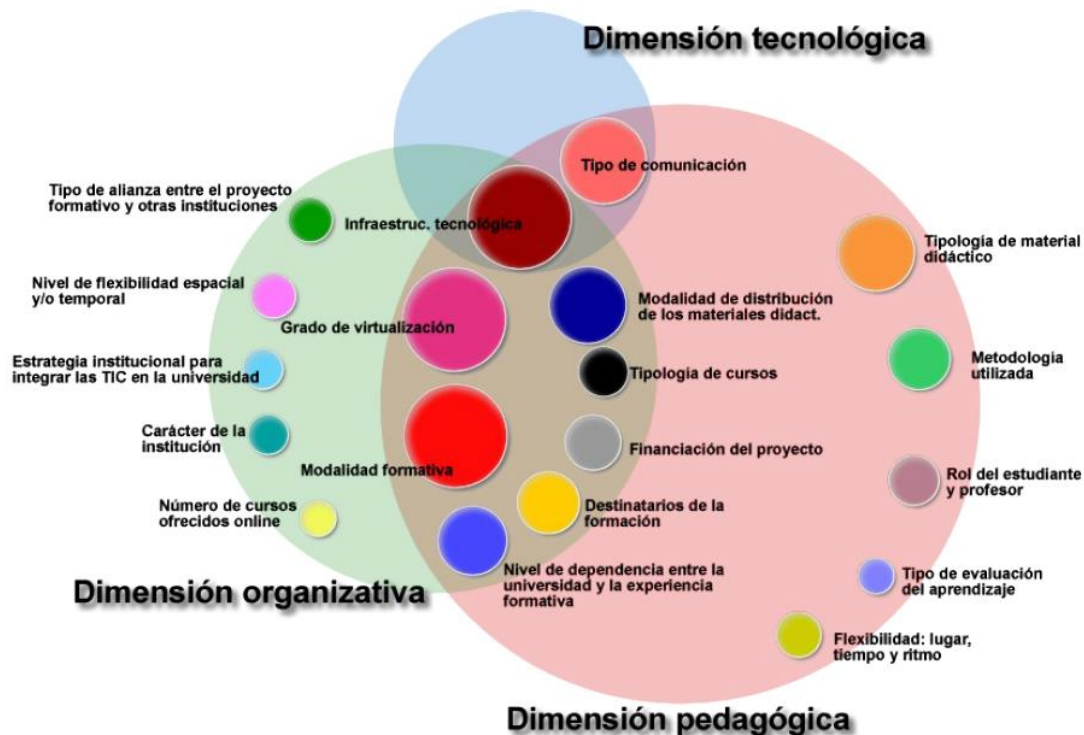 Dimensión tecnológica
Tipo de comunicación
Tipo de alianza entre el proyecto
formativo y otras instituciones
Infraestruc. tecnológica
Tipología de material
didáctico
Nivel de flexibilidad espacial
y/o temporal
Modalidad de distribución
de los materiales didact.
Grado de virtualización
Estrategia institucional para
integrar las TIC en la universidad
Tipología de cursos
Metodología
utilizada
Carácter de la
institución
Financiación del proyecto
Modalidad formativa
Rol del estudiante
y profesor
Número de cursos
ofrecidos online
Destinatarios de la
formación
Nivel de dependencia entre la
universidad y la experiencia
formativa
Tipo de evaluación
del aprendizaje
Dimensión organizativa
Flexibilidad: lugar,
tiempo y ritmo
Dimensión pedagógica